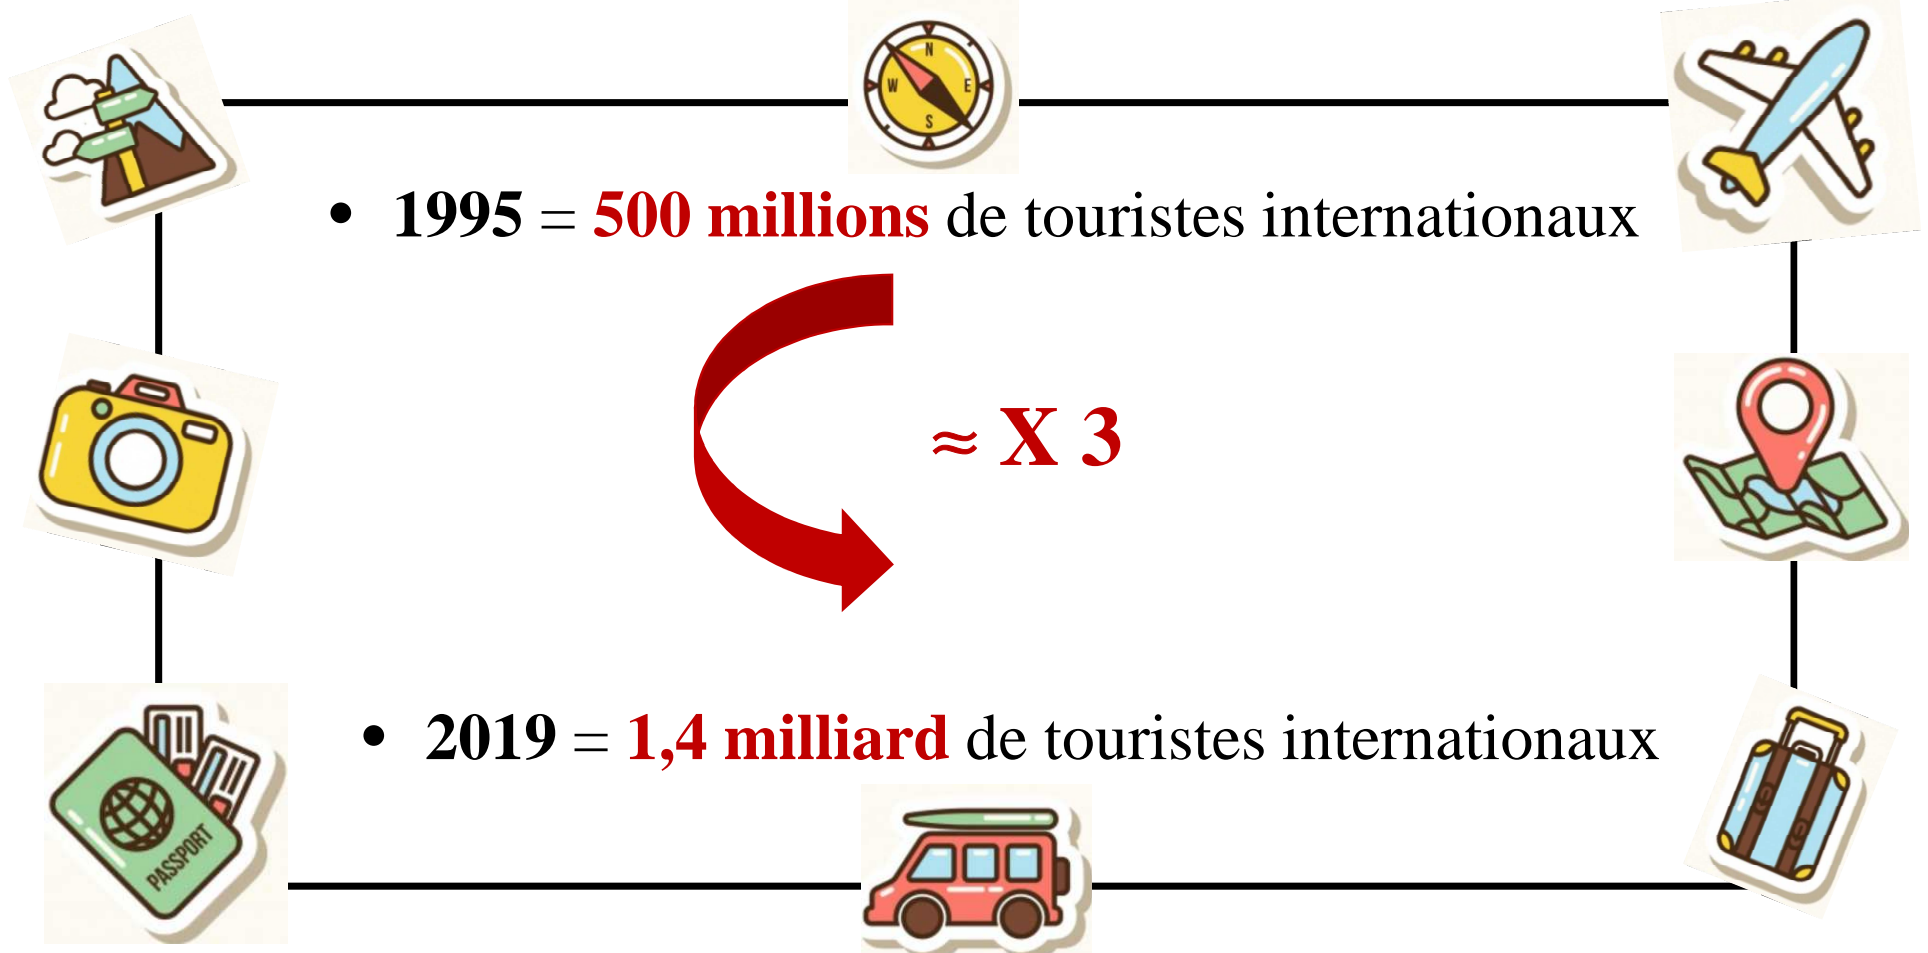 N
W E
S
• 1995 = 500 millions de touristes internationaux
≈ X 3
• 2019 = 1,4 milliard de touristes internationaux
PASSPORT